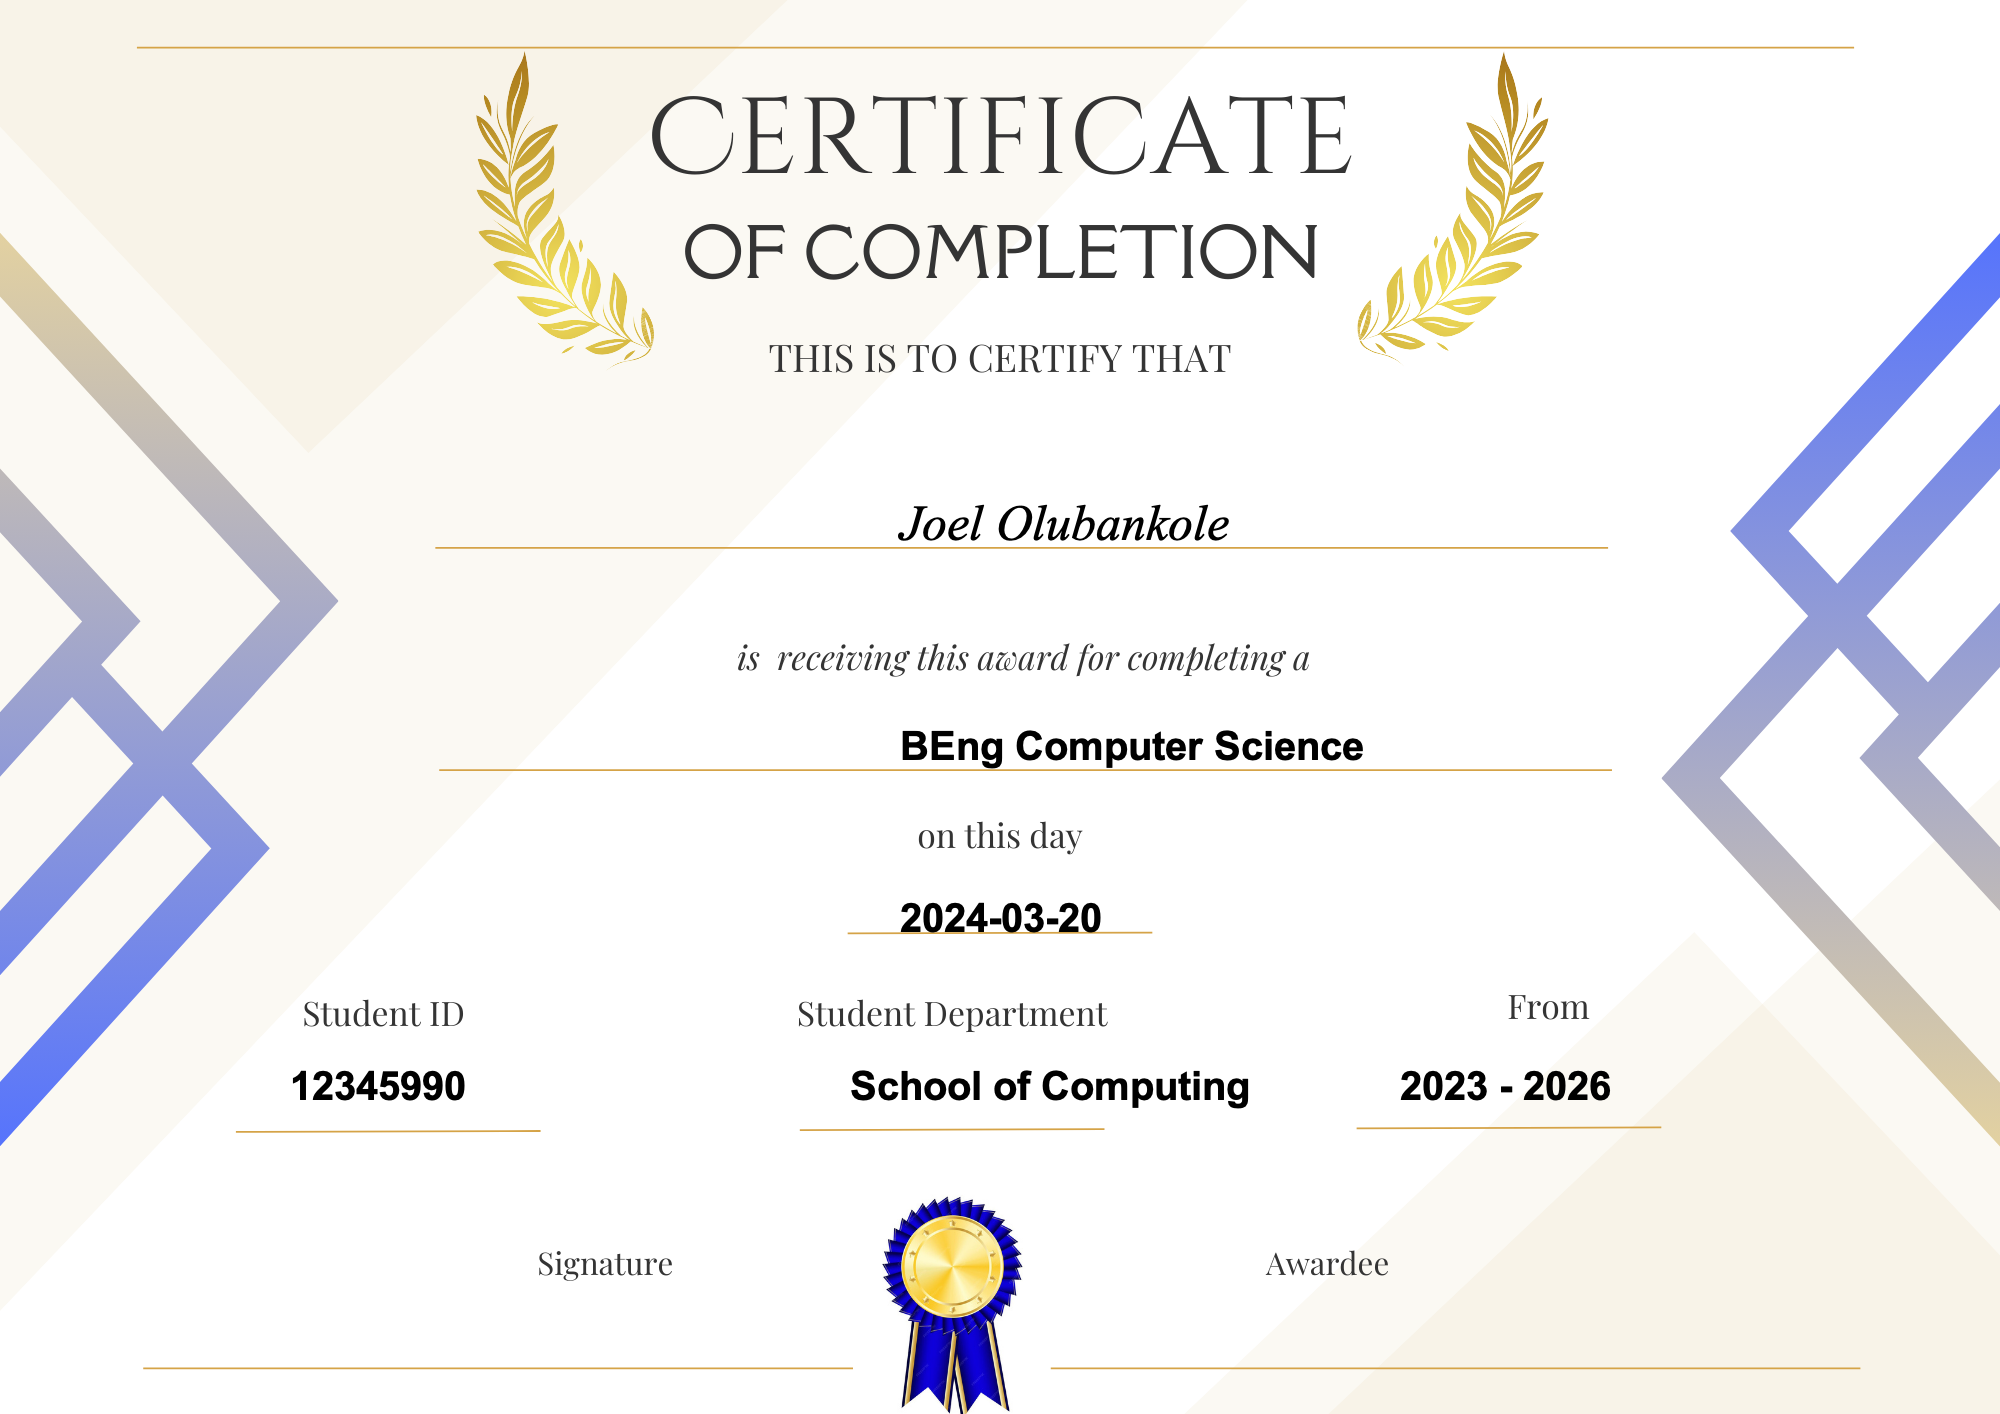 CERTIFICATE
OF COMPLETION
THIS IS TO CERTIFY THAT
Joel Olubankole
is receiving this award for completing a
BEng Computer Science
on this day
2024-03-20
Student ID
Student Department
From
12345990
School of Computing
2023 - 2026
Signature
Awardee